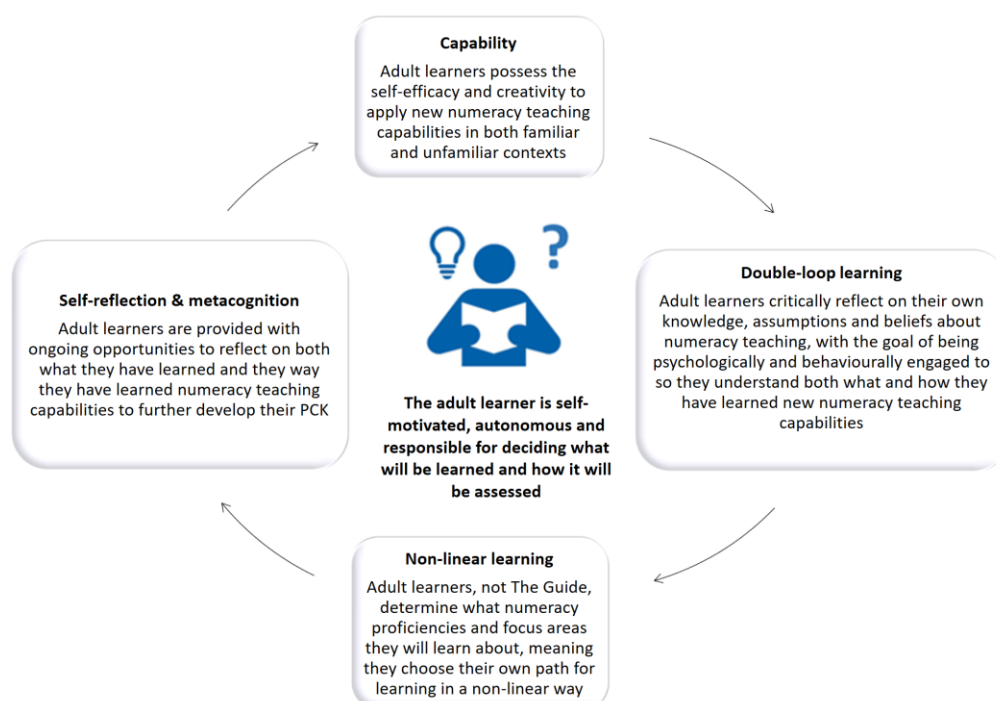 Capability
Adult learners possess the
self-efficacy and creativity to
apply new numeracy teaching
capabilities in both familiar
and unfamiliar contexts
?
Double-loop learning
Adult learners critically reflect on their own
knowledge, assumptions and beliefs about
numeracy teaching, with the goal of being
psychologically and behaviourally engaged to
so they understand both what and how they
have learned new numeracy teaching
capabilities
Self-reflection & metacognition
Adult learners are provided with
ongoing opportunities to reflect on both
what they have learned and they way
they have learned numeracy teaching
capabilities to further develop their PCK
The adult learner is self-
motivated, autonomous and
responsible for deciding what
will be learned and how it will
be assessed
Non-linear learning
Adult learners, not The Guide,
determine what numeracy
proficiencies and focus areas
they will learn about, meaning
they choose their own path for
learning in a non-linear way